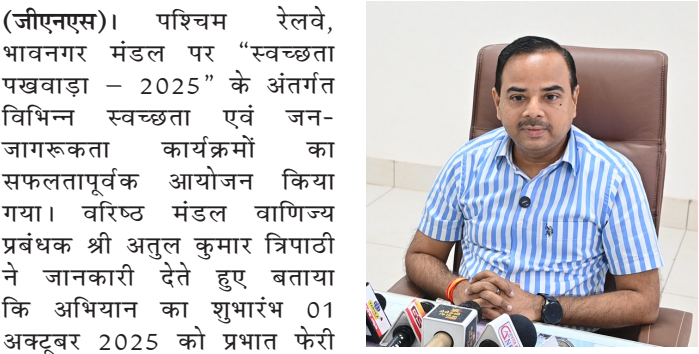 (जीएनएस)। पश्चिम रेलवे,
भावनगर मंडल पर “स्वच्छता
पखवाड़ा – 2025” के अंतर्गत
विभिन्न स्वच्छता एवं जन-
जागरूकता कार्यक्रमों का
सफलतापूर्वक आयोजन किया
गया। वरिष्ठ मंडल वाणिज्य
प्रबंधक श्री अतुल कुमार त्रिपाठी
ने जानकारी देते हुए बताया
कि अभियान का शुभारंभ 01
अक्टूबर 2025 को प्रभात फेरी